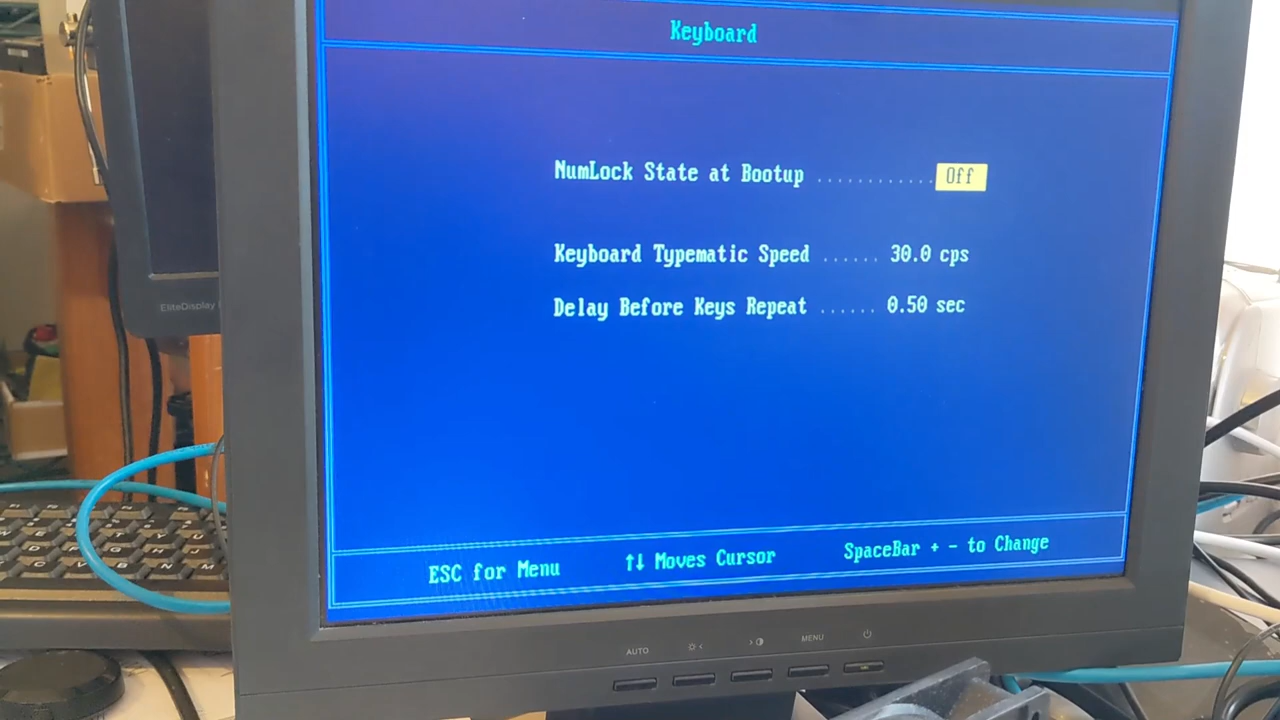 Keyboard
NumLock State at Bootup ............ Off
Keyboard Typematic Speed ...... 30.0 cps
Delay Before Keys Repeat ...... 0.50 sec
ESC for Menu
↑↓ Moves Cursor
SpaceBar + - to Change
EliteDisplay
AUTO
MENU